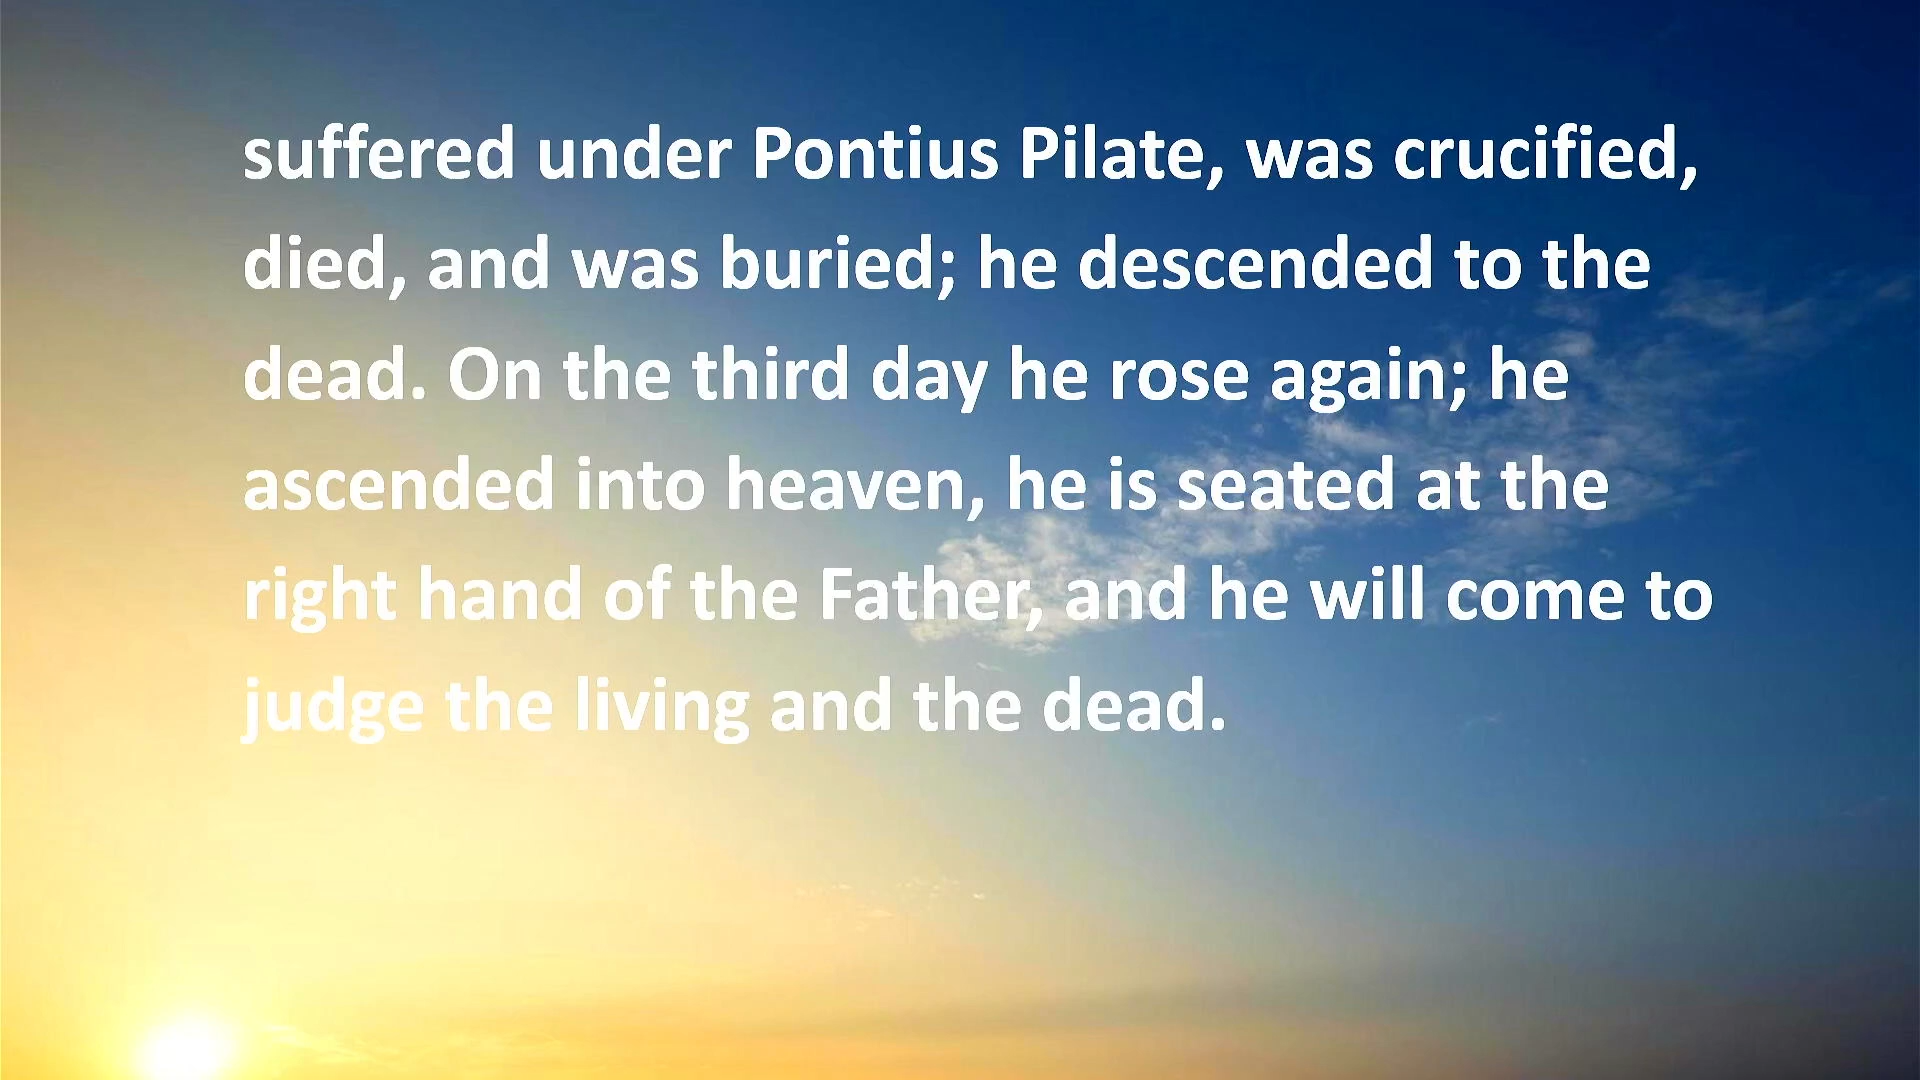 suffered under Pontius Pilate, was crucified,
died, and was buried; he descended to the
dead. On the third day he rose again; he
ascended into heaven, he is seated at the
right hand of the Father, and he will come to
judge the living and the dead.